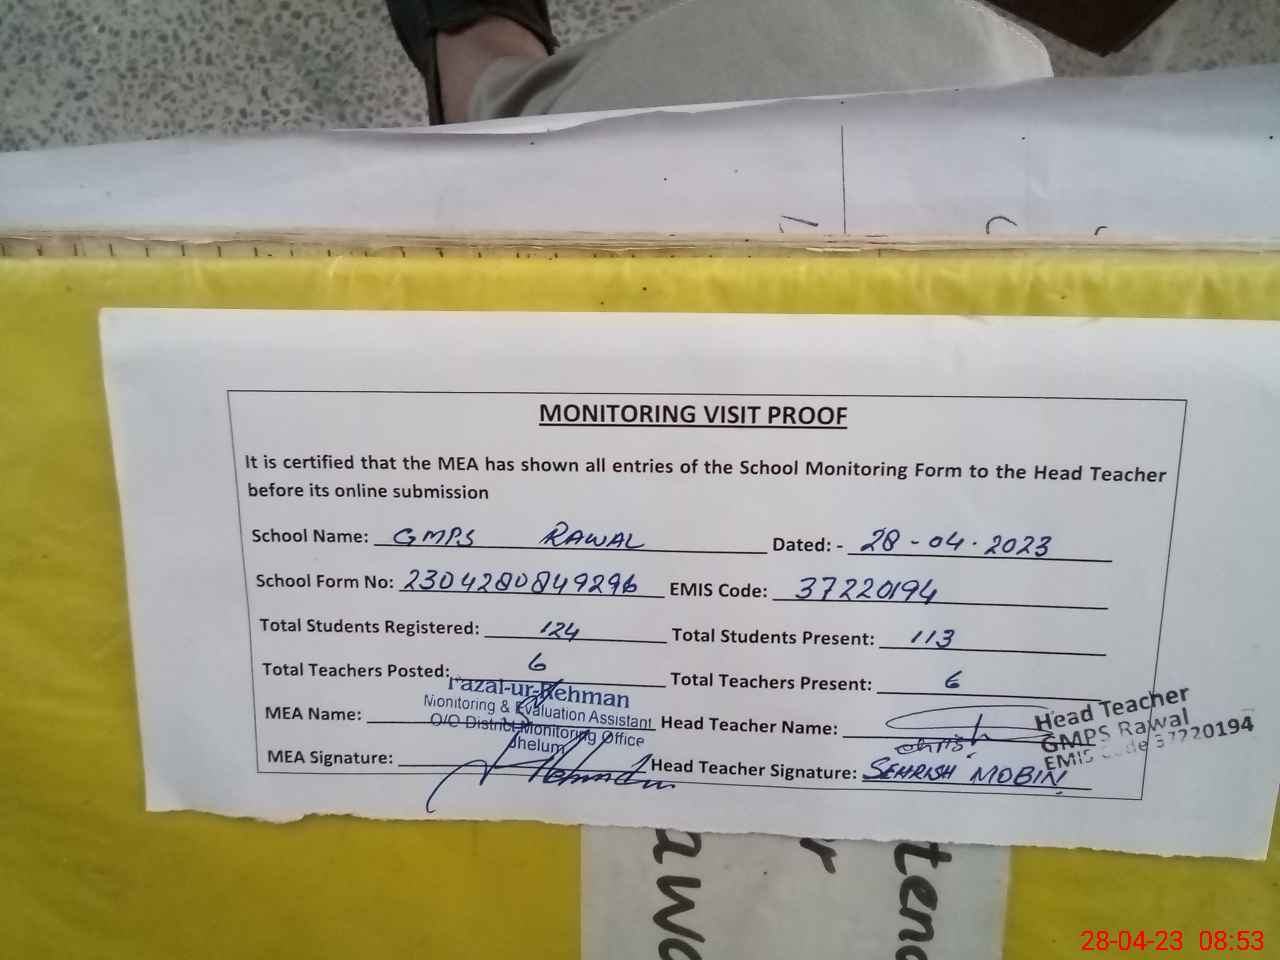 MONITORING VISIT PROOF
It is certified that the MEA has shown all entries of the School Monitoring Form to the Head Teacher
before its online submission
School Name: GMPS RAWAL Dated: - 28-04-2023
School Form No: 2304280849296 EMIS Code: 37220194
Total Students Registered: 124 Total Students Present: 113
Total Teachers Posted: 6 Total Teachers Present: 6
Fazal-ur-Rehman
Monitoring & Evaluation Assistant
O/O District Monitoring Office
Jhelum
MEA Name: Head Teacher Name:
Head Teacher
GMPS Rawal
EMIS Code 37220194
MEA Signature: Head Teacher Signature: SEHRISH MOBIN
28-04-23 08:53